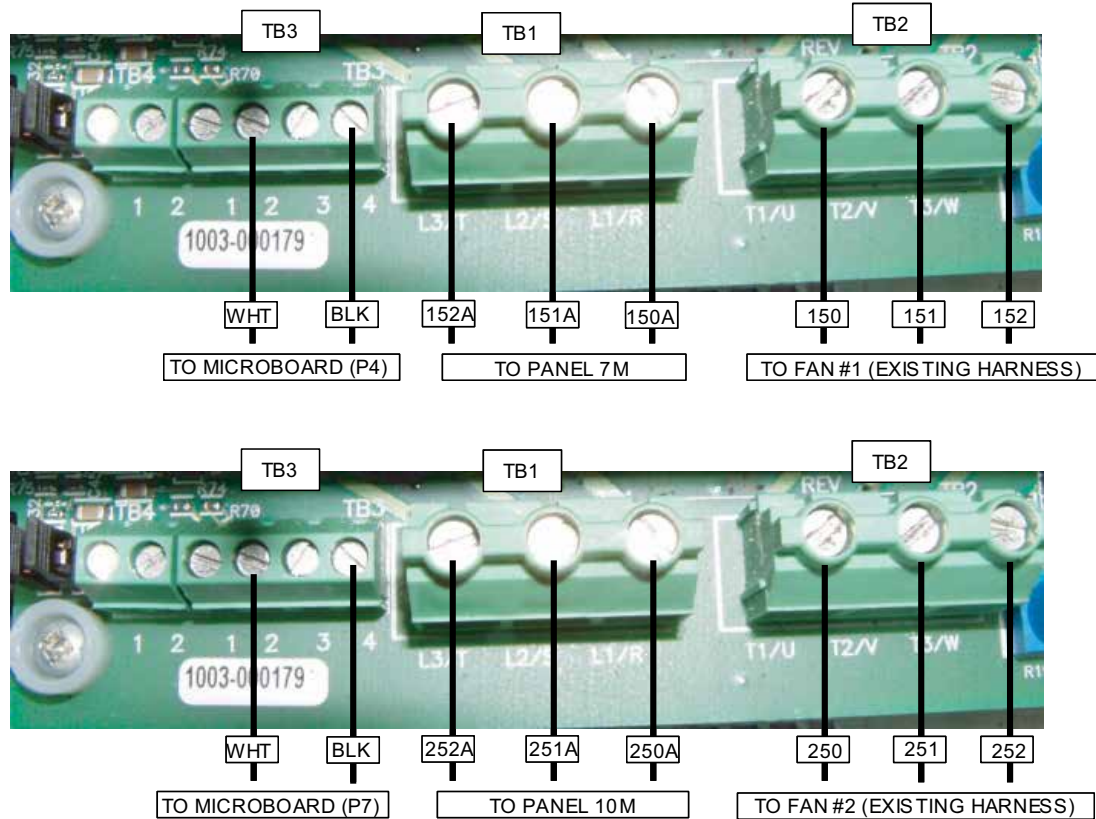 TB3 TB1 TB2
REV TB2
R74
TB4 R70 TB3
1 2 1 2 3 4 L3/T L2/S L1/R T1/U T2/V T3/W
1003-000179
WHT BLK 152A 151A 150A 150 151 152
TO MICROBOARD (P4) TO PANEL 7M TO FAN #1 (EXISTING HARNESS)
TB3 TB1 TB2
REV TB2
R74
TB4 R70 TB3
1 2 1 2 3 4 L3/T L2/S L1/R T1/U T2/V T3/W
1003-000179
WHT BLK 252A 251A 250A 250 251 252
TO MICROBOARD (P7) TO PANEL 10M TO FAN #2 (EXISTING HARNESS)